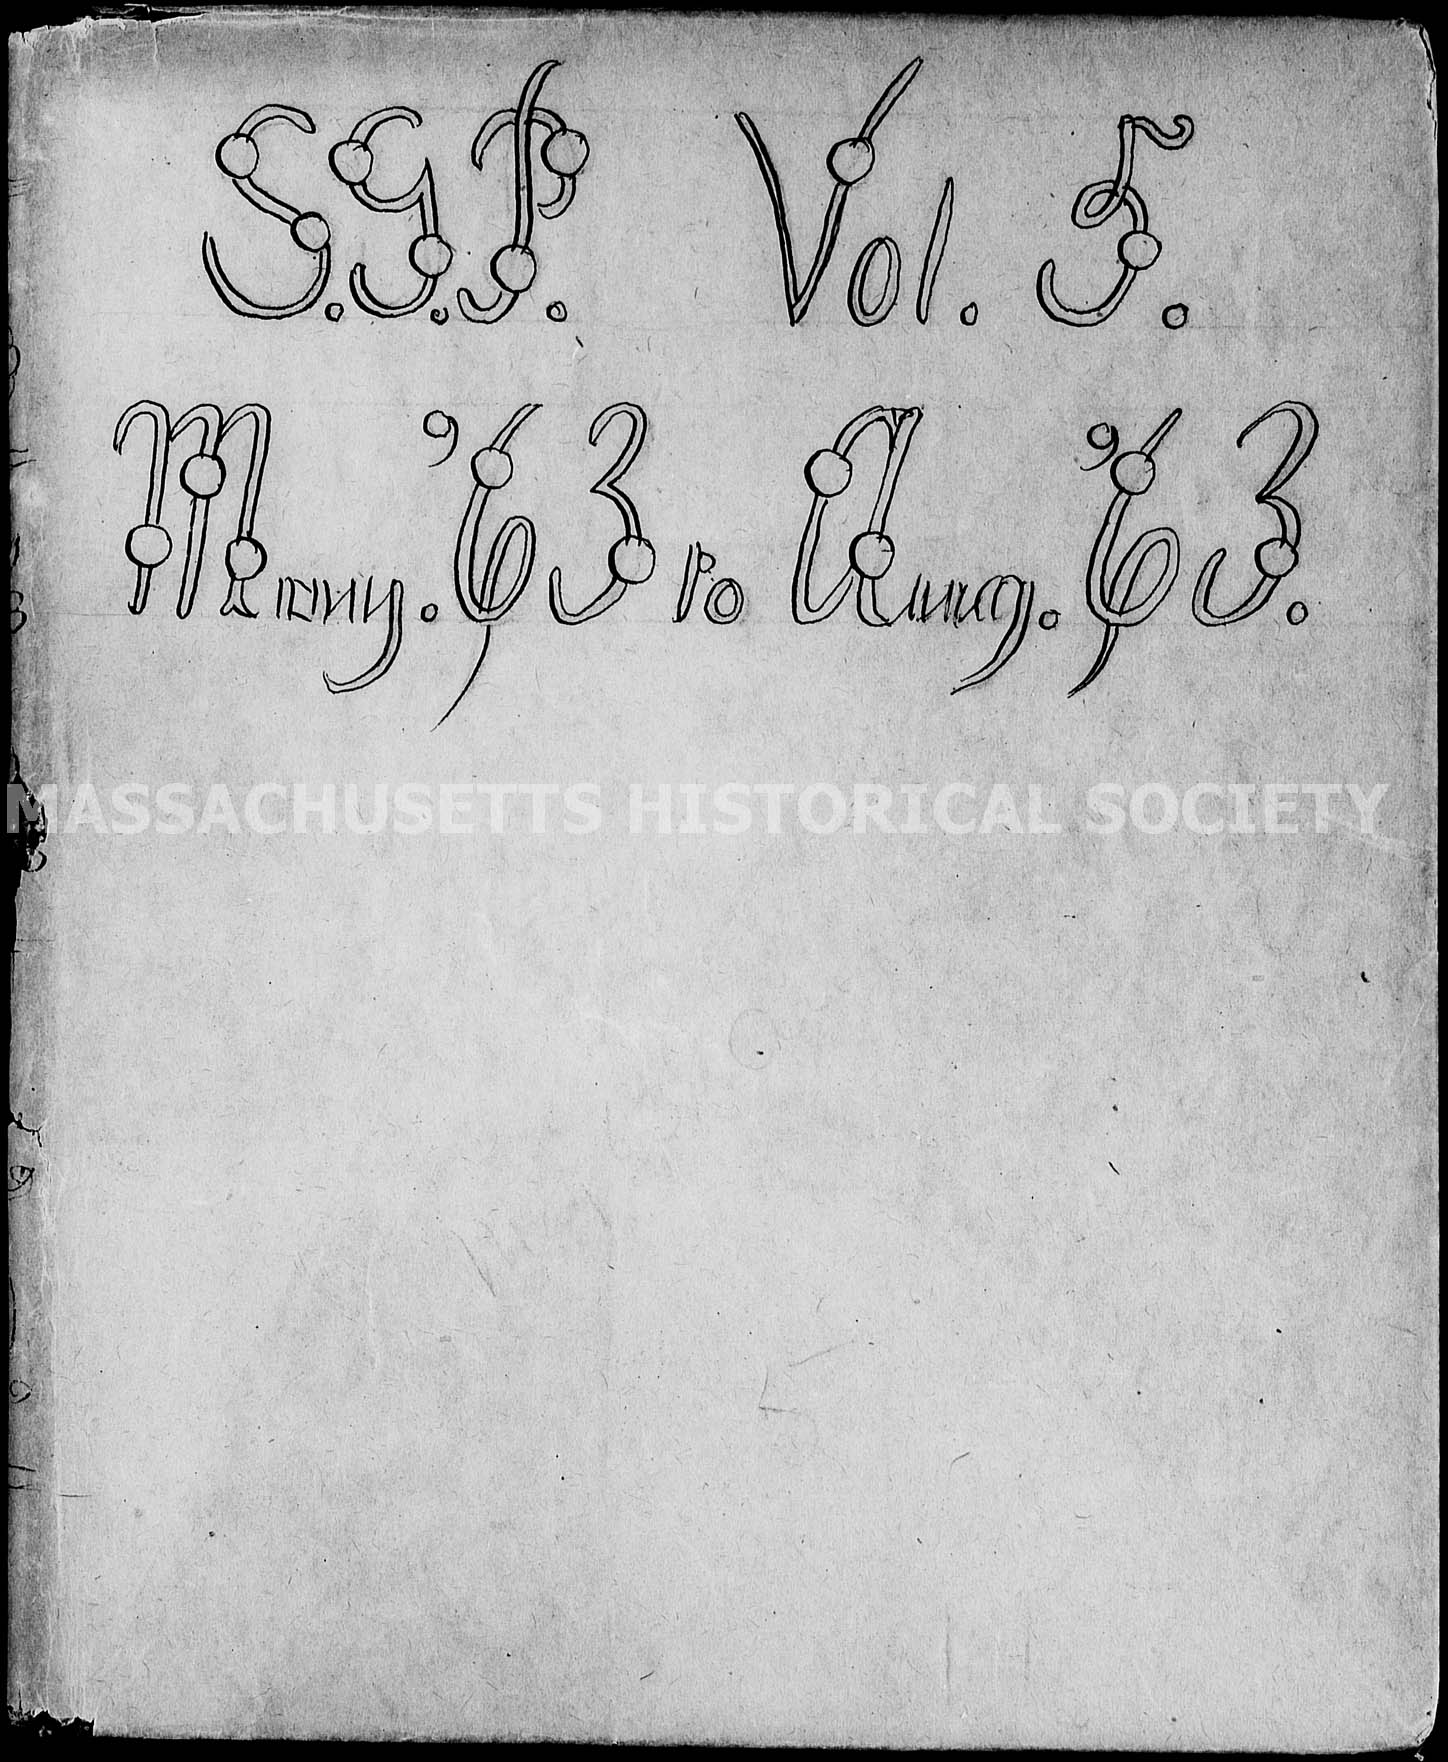 S.G.P. Vol. 5.
May. '63 to Aug. '63.
MASSACHUSETTS HISTORICAL SOCIETY